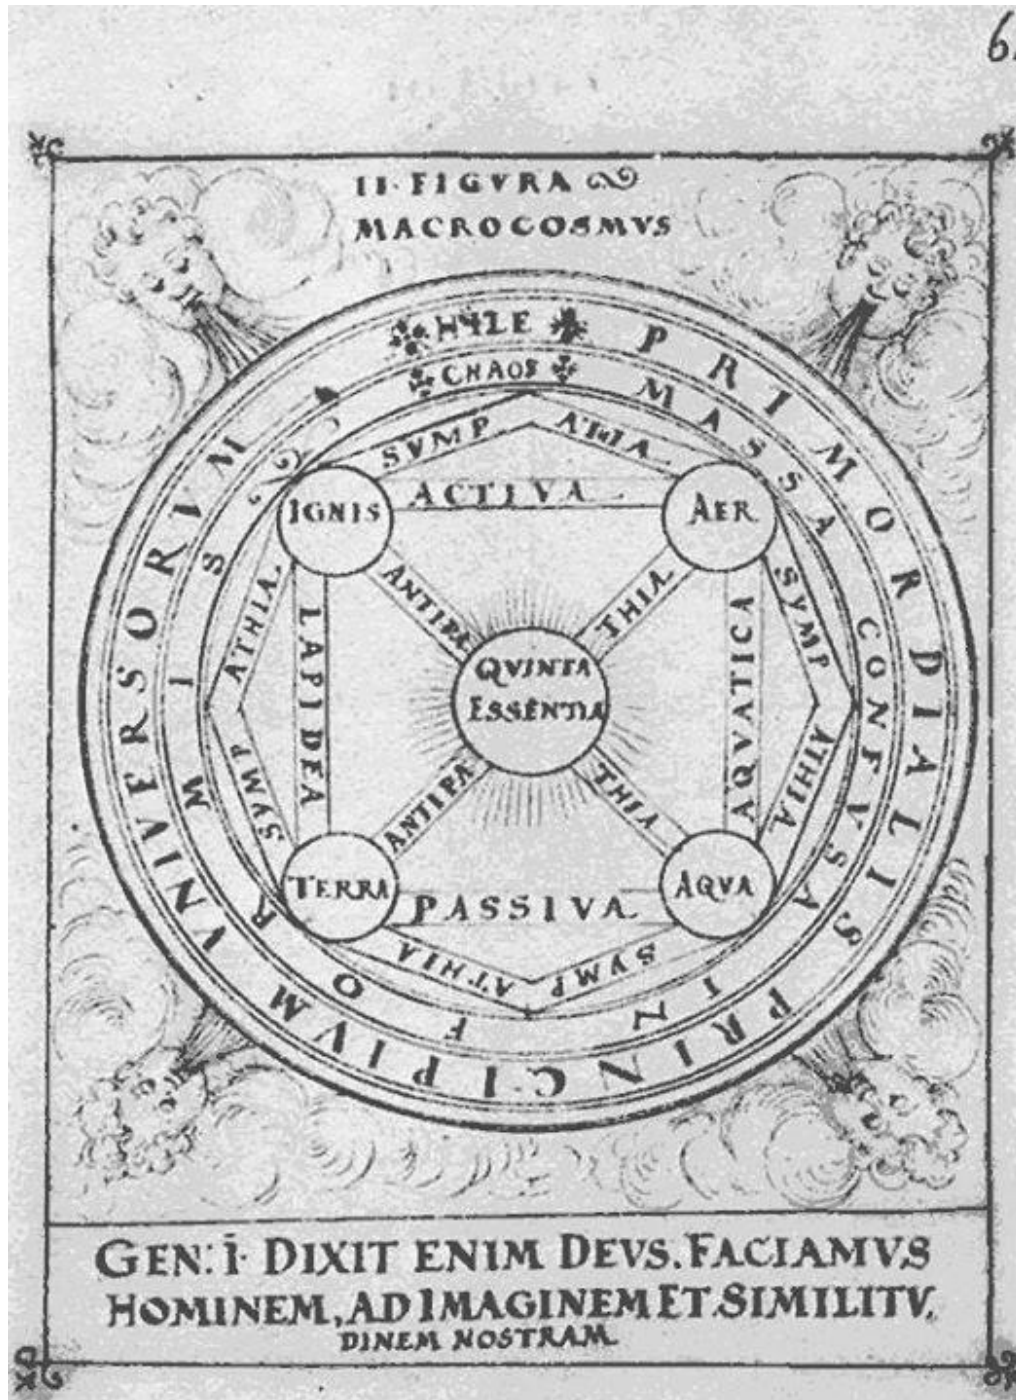 6
II·FIGVRA
MACROCOSMVS
HYLE
PRIMORDIALIS PRINCIPIVM VNIVERSORVM
CHAOS
MASSA CONFVSA INFORMIS
SYMP ATHIA
ACTIVA
IGNIS
AER
ANTIPA THIA
SYMP ATHIA
LAPIDEA
QVINTA
ESSENTIA
AQVATICA
SYMP ATHIA
ANTIPA THIA
TERRA
AQVA
PASSIVA
SYMP ATHIA
GEN: I· DIXIT ENIM DEVS. FACIAMVS
HOMINEM, AD IMAGINEM ET SIMILITV,
DINEM NOSTRAM